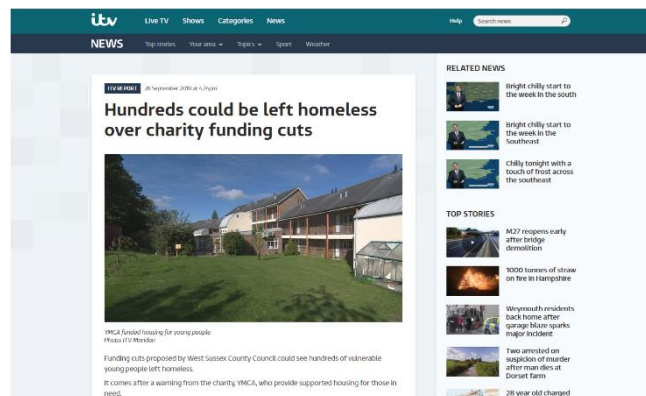 itv
Live TV Shows Categories News
Help Search news
NEWS Top stories Your area Topics Sport Weather
ITV REPORT 28 September 2018 at 4:24pm
Hundreds could be left homeless
over charity funding cuts
YMCA funded housing for young people
Photo: ITV Meridian
Funding cuts proposed by West Sussex County Council could see hundreds of vulnerable
young people left homeless.
It comes after a warning from the charity, YMCA, who provide supported housing for those in
need.
RELATED NEWS
Bright chilly start to
the week in the south
Bright chilly start to
the week in the
Southeast
Chilly tonight with a
touch of frost across
the southeast
TOP STORIES
M27 reopens early
after bridge
demolition
1000 tonnes of straw
on fire in Hampshire
Weymouth residents
back home after
garage blaze sparks
major incident
Two arrested on
suspicion of murder
after man dies at
Dorset farm
28 year old charged